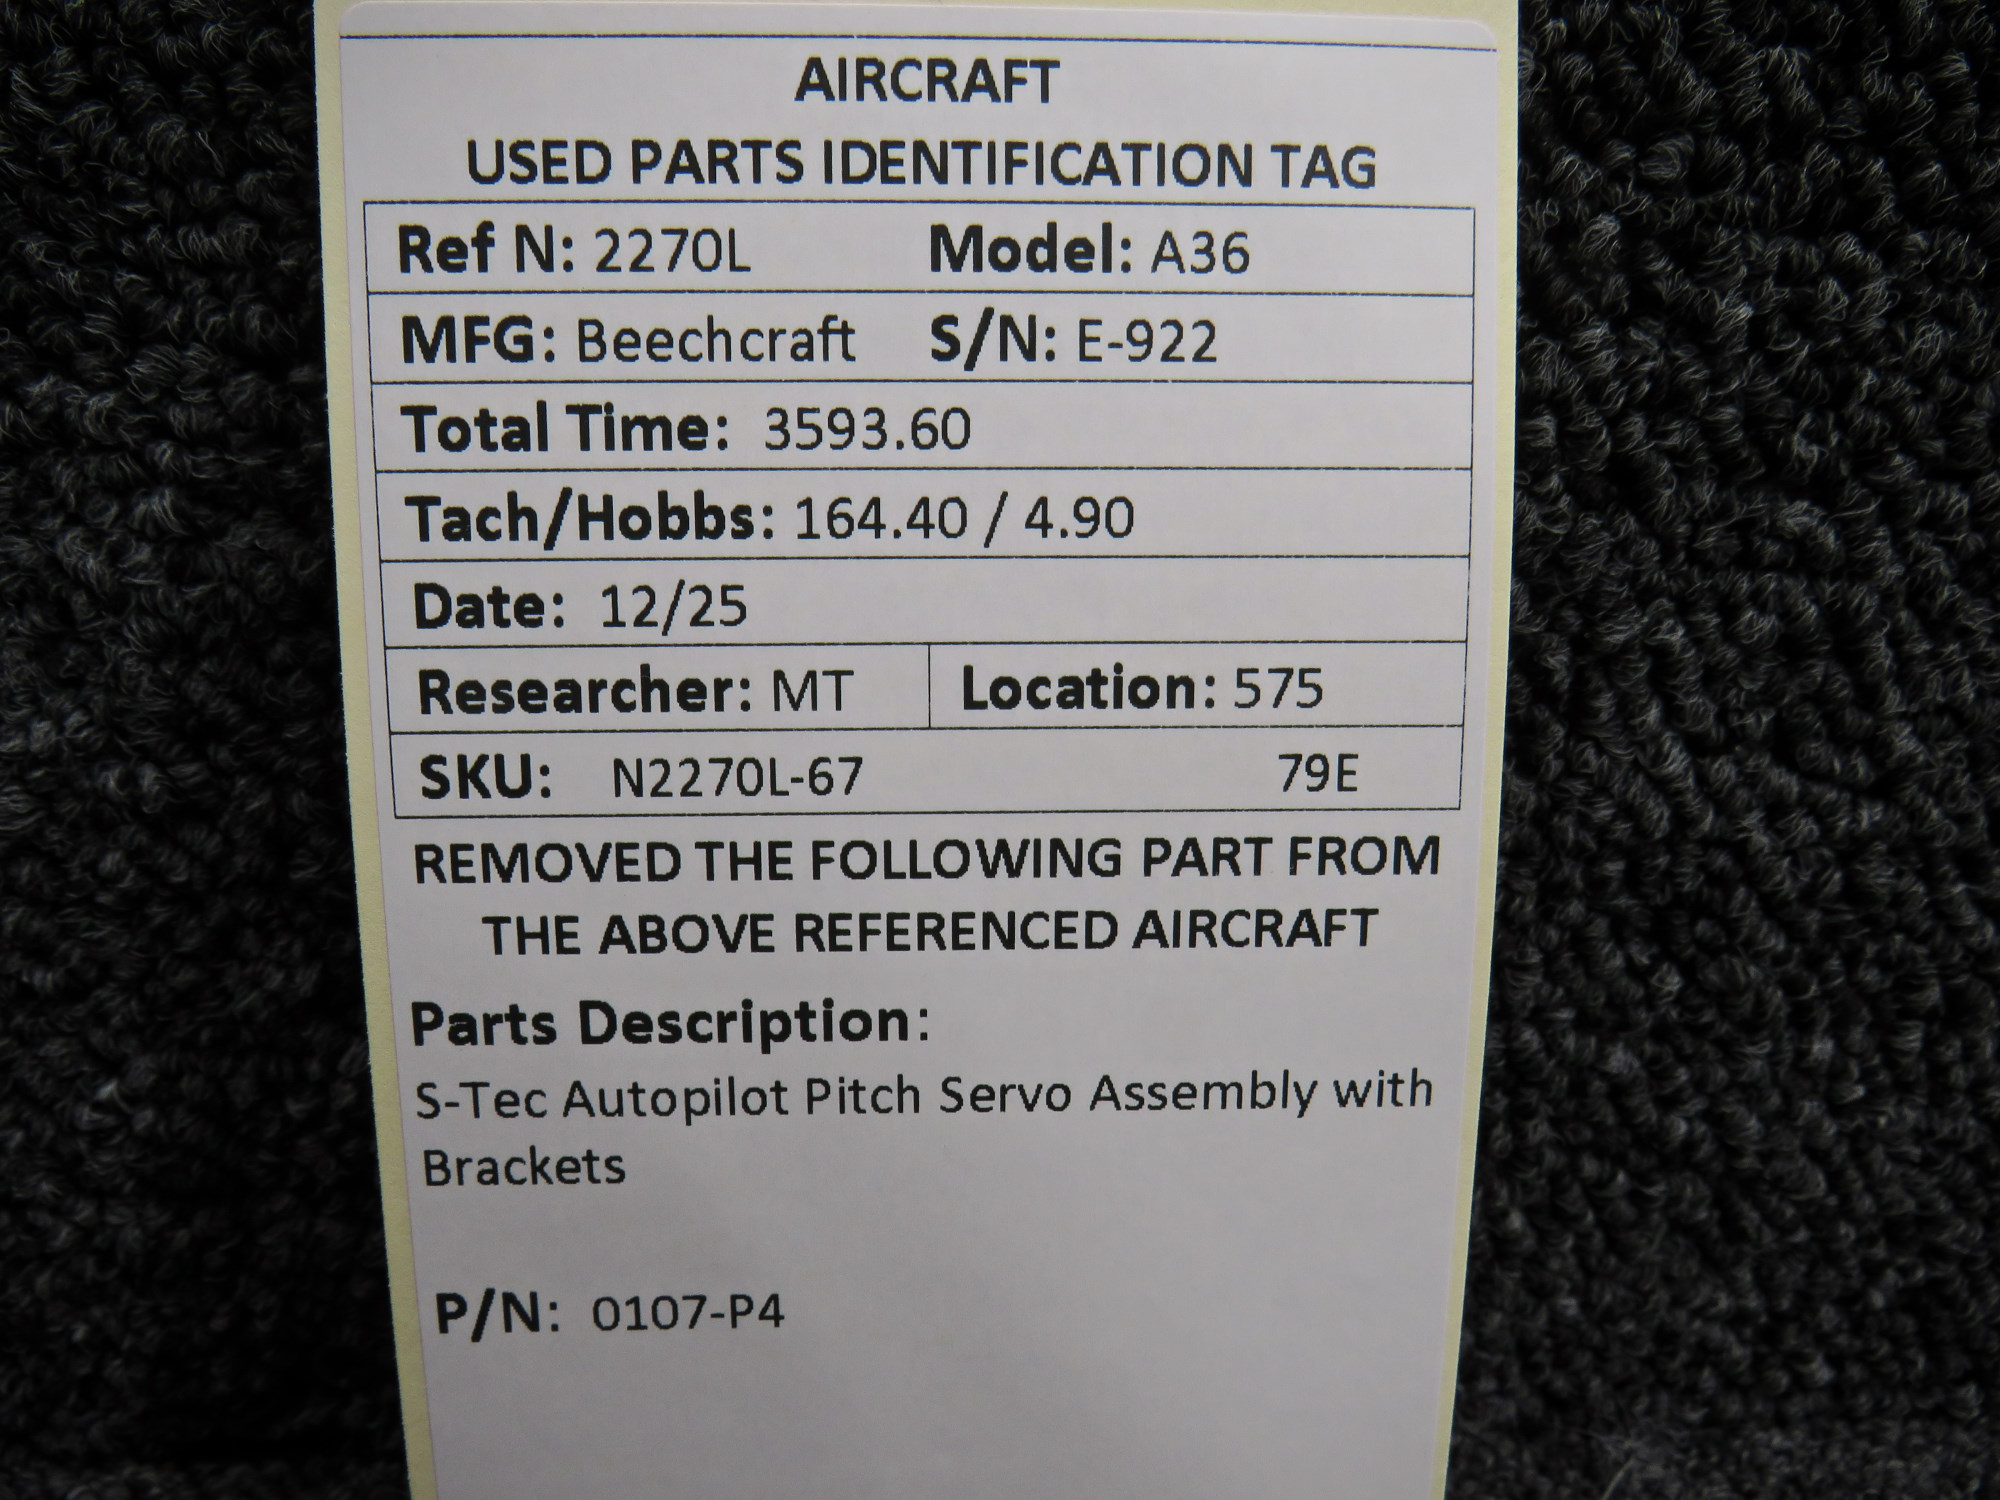 AIRCRAFT
USED PARTS IDENTIFICATION TAG
Ref N: 2270L Model: A36
MFG: Beechcraft S/N: E-922
Total Time: 3593.60
Tach/Hobbs: 164.40 / 4.90
Date: 12/25
Researcher: MT Location: 575
SKU: N2270L-67 79E
REMOVED THE FOLLOWING PART FROM
THE ABOVE REFERENCED AIRCRAFT
Parts Description:
S-Tec Autopilot Pitch Servo Assembly with
Brackets
P/N: 0107-P4